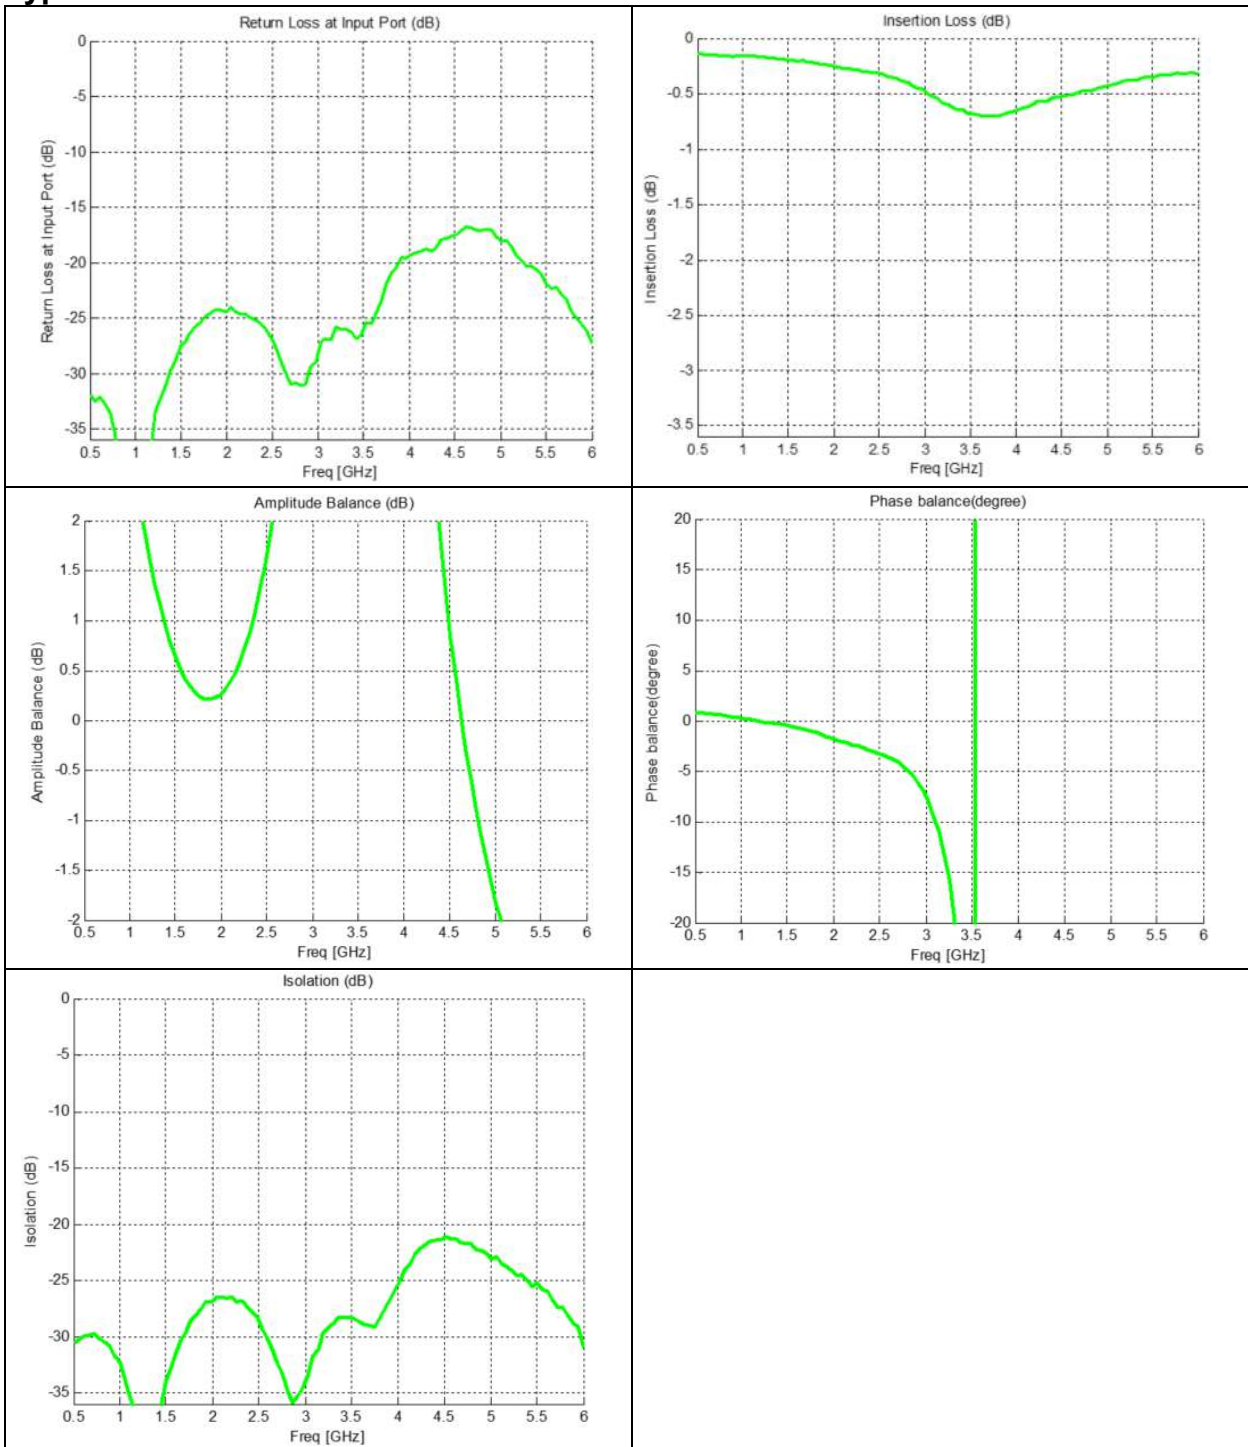 Return Loss at Input Port (dB)
0
-5
-10
-15
-20
-25
-30
-35
Return Loss at Input Port (dB)
0.5 1 1.5 2 2.5 3 3.5 4 4.5 5 5.5 6
Freq [GHz]
Insertion Loss (dB)
0
-0.5
-1
-1.5
-2
-2.5
-3
-3.5
Insertion Loss (dB)
0.5 1 1.5 2 2.5 3 3.5 4 4.5 5 5.5 6
Freq [GHz]
Amplitude Balance (dB)
2
1.5
1
0.5
0
-0.5
-1
-1.5
-2
Amplitude Balance (dB)
0.5 1 1.5 2 2.5 3 3.5 4 4.5 5 5.5 6
Freq [GHz]
Phase balance(degree)
20
15
10
5
0
-5
-10
-15
-20
Phase balance(degree)
0.5 1 1.5 2 2.5 3 3.5 4 4.5 5 5.5 6
Freq [GHz]
Isolation (dB)
0
-5
-10
-15
-20
-25
-30
-35
Isolation (dB)
0.5 1 1.5 2 2.5 3 3.5 4 4.5 5 5.5 6
Freq [GHz]